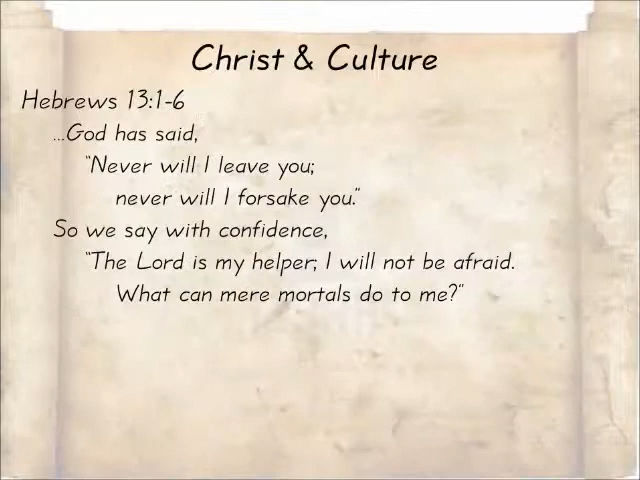 Christ & Culture
Hebrews 13:1-6
...God has said,
"Never will I leave you;
never will I forsake you."
So we say with confidence,
"The Lord is my helper; I will not be afraid.
What can mere mortals do to me?"